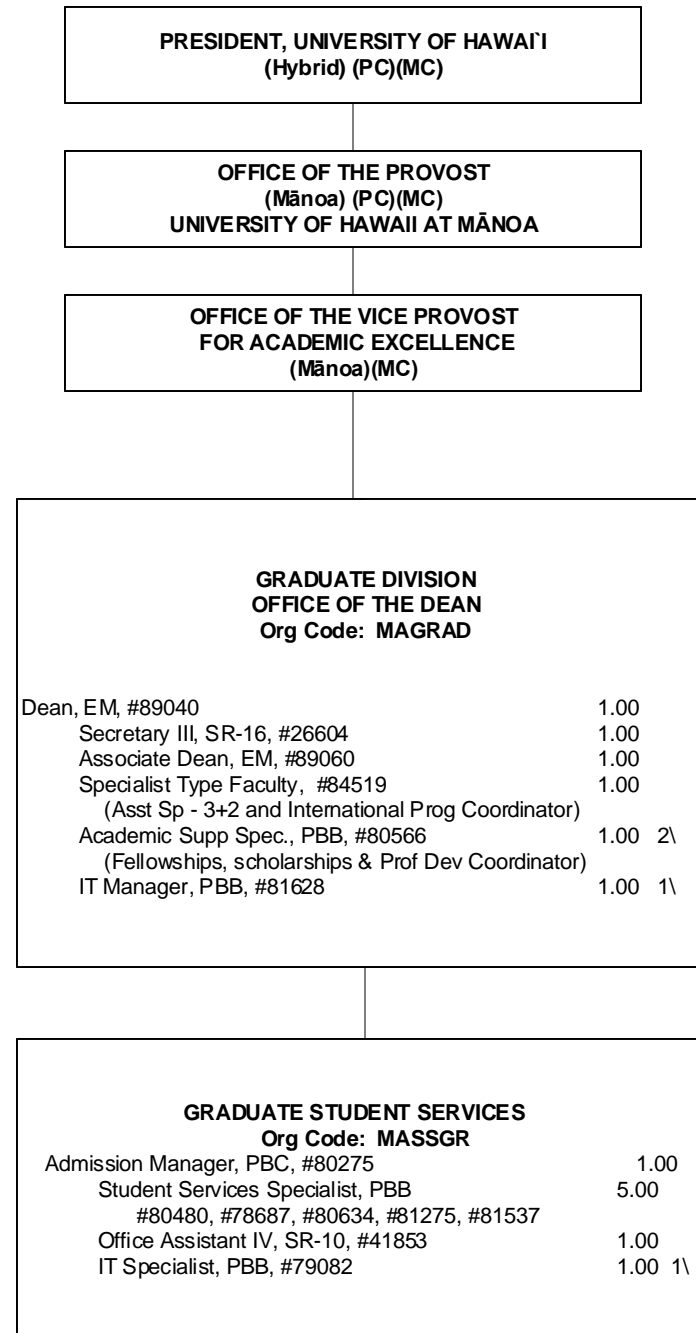 PRESIDENT, UNIVERSITY OF HAWAI`I
(Hybrid) (PC)(MC)
OFFICE OF THE PROVOST
(Mānoa) (PC)(MC)
UNIVERSITY OF HAWAII AT MĀNOA
OFFICE OF THE VICE PROVOST
FOR ACADEMIC EXCELLENCE
(Mānoa)(MC)
GRADUATE DIVISION
OFFICE OF THE DEAN
Org Code: MAGRAD
Dean, EM, #89040 1.00
Secretary III, SR-16, #26604 1.00
Associate Dean, EM, #89060 1.00
Specialist Type Faculty, #84519 1.00
(Asst Sp - 3+2 and International Prog Coordinator)
Academic Supp Spec., PBB, #80566 1.00 2\
(Fellowships, scholarships & Prof Dev Coordinator)
IT Manager, PBB, #81628 1.00 1\
GRADUATE STUDENT SERVICES
Org Code: MASSGR
Admission Manager, PBC, #80275 1.00
Student Services Specialist, PBB 5.00
#80480, #78687, #80634, #81275, #81537
Office Assistant IV, SR-10, #41853 1.00
IT Specialist, PBB, #79082 1.00 1\